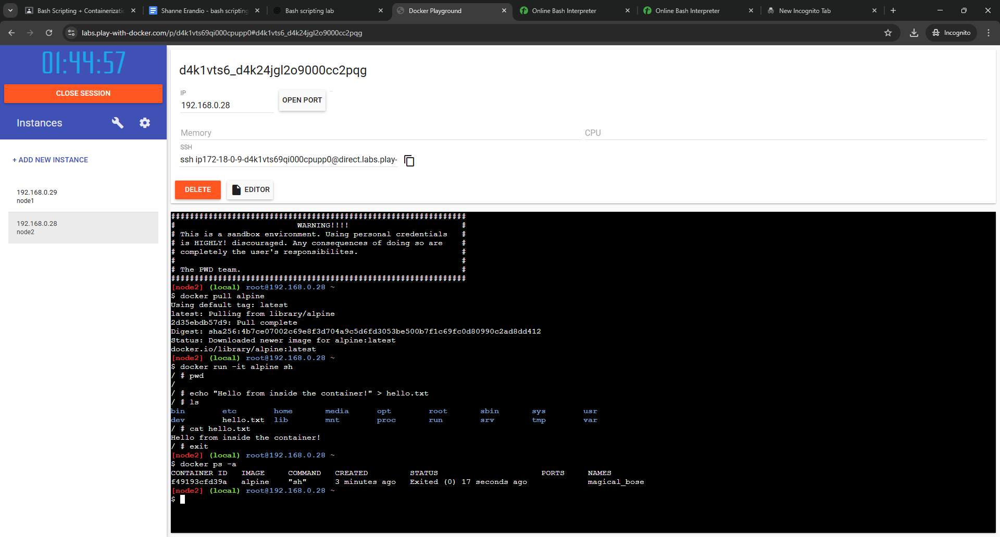 Bash Scripting + Containerizatic
Shanne Erandio - bash scripting
Bash scripting lab
Docker Playground
Online Bash Interpreter
Online Bash Interpreter
New Incognito Tab
labs.play-with-docker.com/p/d4k1vts69qi000cpupp0#d4k1vts6_d4k24jgl2o9000cc2pqg
Incognito
01:44:57
CLOSE SESSION
Instances
+ ADD NEW INSTANCE
192.168.0.29
node1
192.168.0.28
node2
d4k1vts6_d4k24jgl2o9000cc2pqg
IP
192.168.0.28
OPEN PORT
Memory
CPU
SSH
ssh ip172-18-0-9-d4k1vts69qi000cpupp0@direct.labs.play-
DELETE
EDITOR
###############################################################
#                          WARNING!!!!                        #
# This is a sandbox environment. Using personal credentials   #
# is HIGHLY! discouraged. Any consequences of doing so are    #
# completely the user's responsibilites.                      #
#                                                             #
# The PWD team.                                               #
###############################################################
[node2] (local) root@192.168.0.28 ~
$ docker pull alpine
Using default tag: latest
latest: Pulling from library/alpine
2d35ebdb57d9: Pull complete
Digest: sha256:4b7ce07002c69e8f3d704a9c5d6fd3053be500b7f1c69fc0d80990c2ad8dd412
Status: Downloaded newer image for alpine:latest
docker.io/library/alpine:latest
[node2] (local) root@192.168.0.28 ~
$ docker run -it alpine sh
/ # pwd
/
/ # echo "Hello from inside the container!" > hello.txt
/ # ls
bin etc home media opt root sbin sys usr
dev hello.txt lib mnt proc run srv tmp var
/ # cat hello.txt
Hello from inside the container!
/ # exit
[node2] (local) root@192.168.0.28 ~
$ docker ps -a
CONTAINER ID IMAGE COMMAND CREATED STATUS PORTS NAMES
f49193cfd39a alpine "sh" 3 minutes ago Exited (0) 17 seconds ago magical_bose
[node2] (local) root@192.168.0.28 ~
$